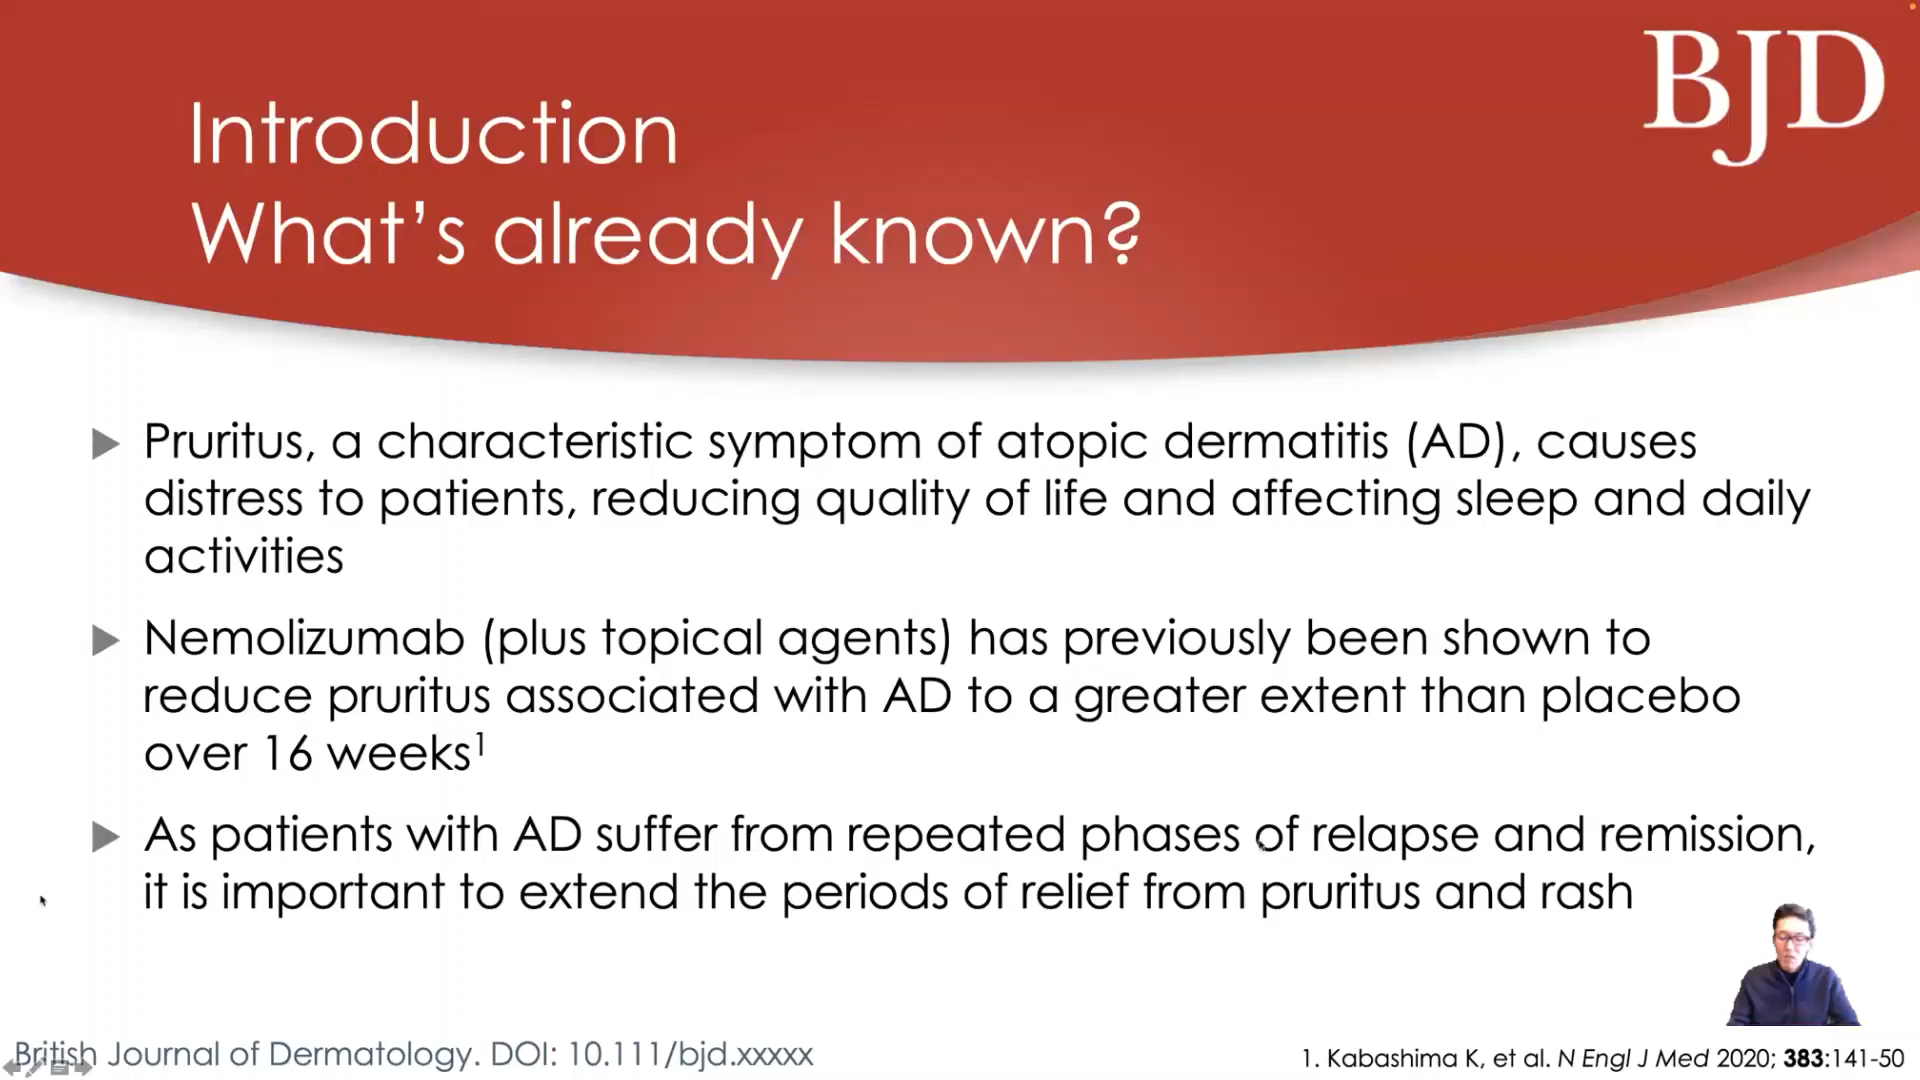 BJD
Introduction
What's already known?
Pruritus, a characteristic symptom of atopic dermatitis (AD), causes
distress to patients, reducing quality of life and affecting sleep and daily
activities
Nemolizumab (plus topical agents) has previously been shown to
reduce pruritus associated with AD to a greater extent than placebo
over 16 weeks¹
As patients with AD suffer from repeated phases of relapse and remission,
it is important to extend the periods of relief from pruritus and rash
British Journal of Dermatology. DOI: 10.111/bjd.xxxxx
1. Kabashima K, et al. N Engl J Med 2020; 383:141-50